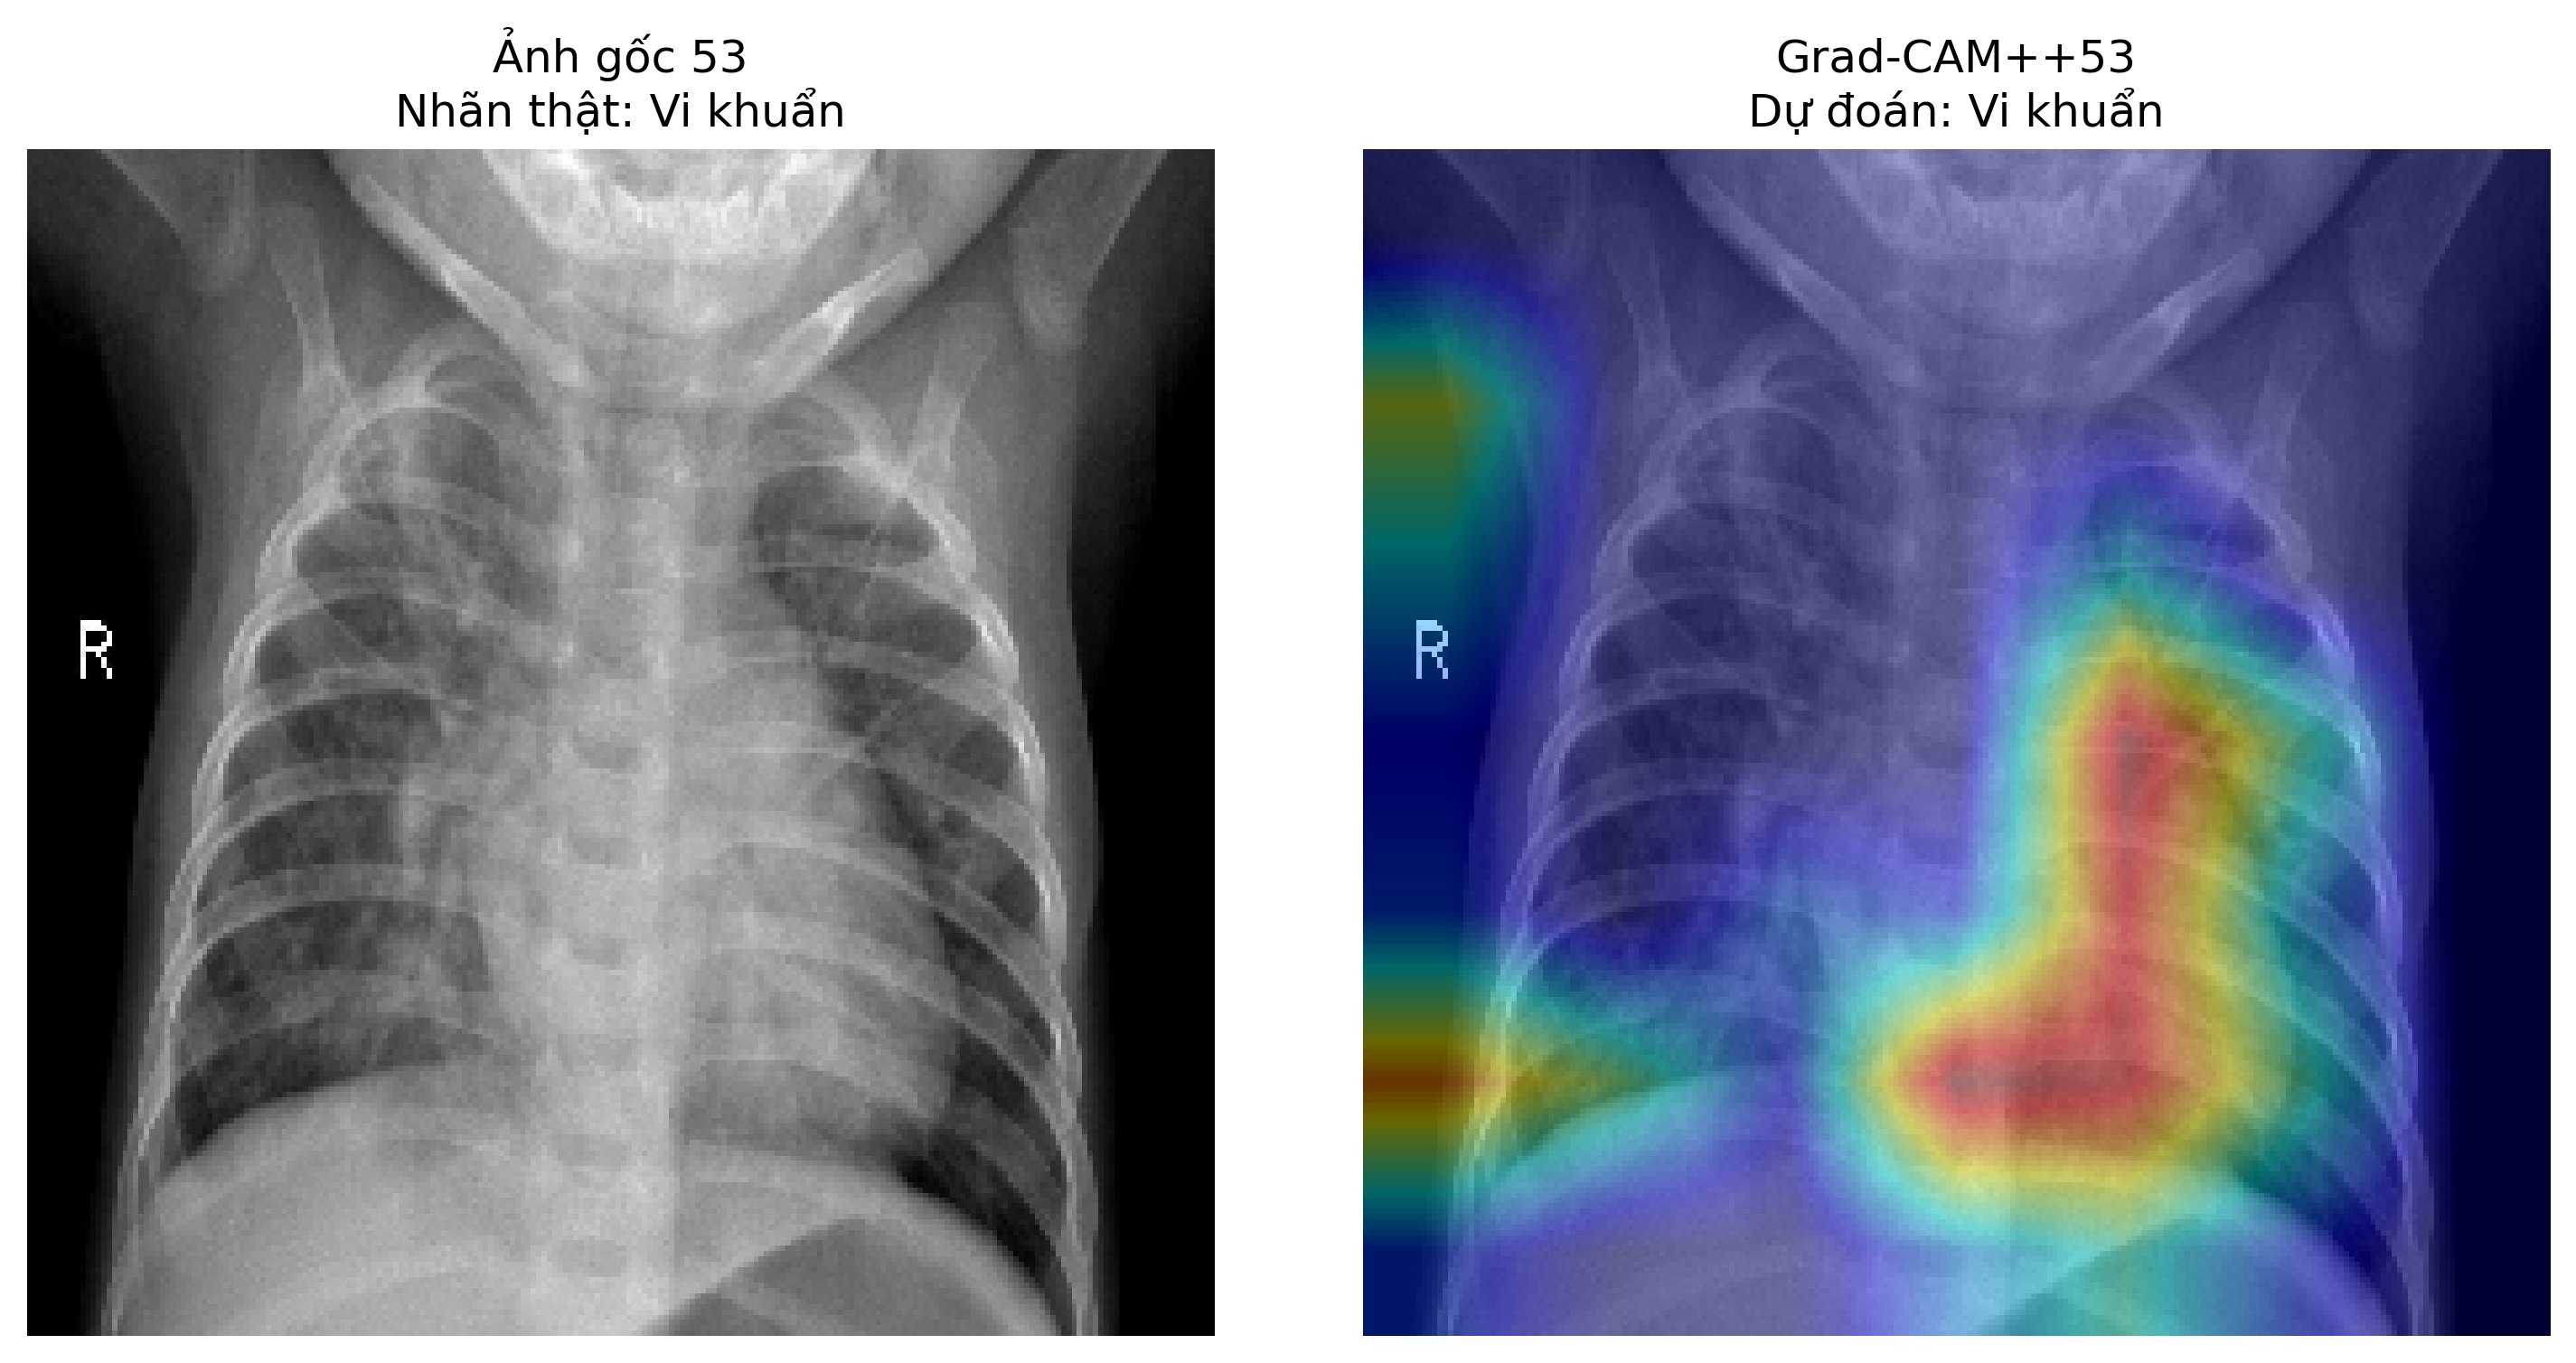 Ảnh gốc 53
Nhãn thật: Vi khuẩn
Grad-CAM++53
Dự đoán: Vi khuẩn
R
R